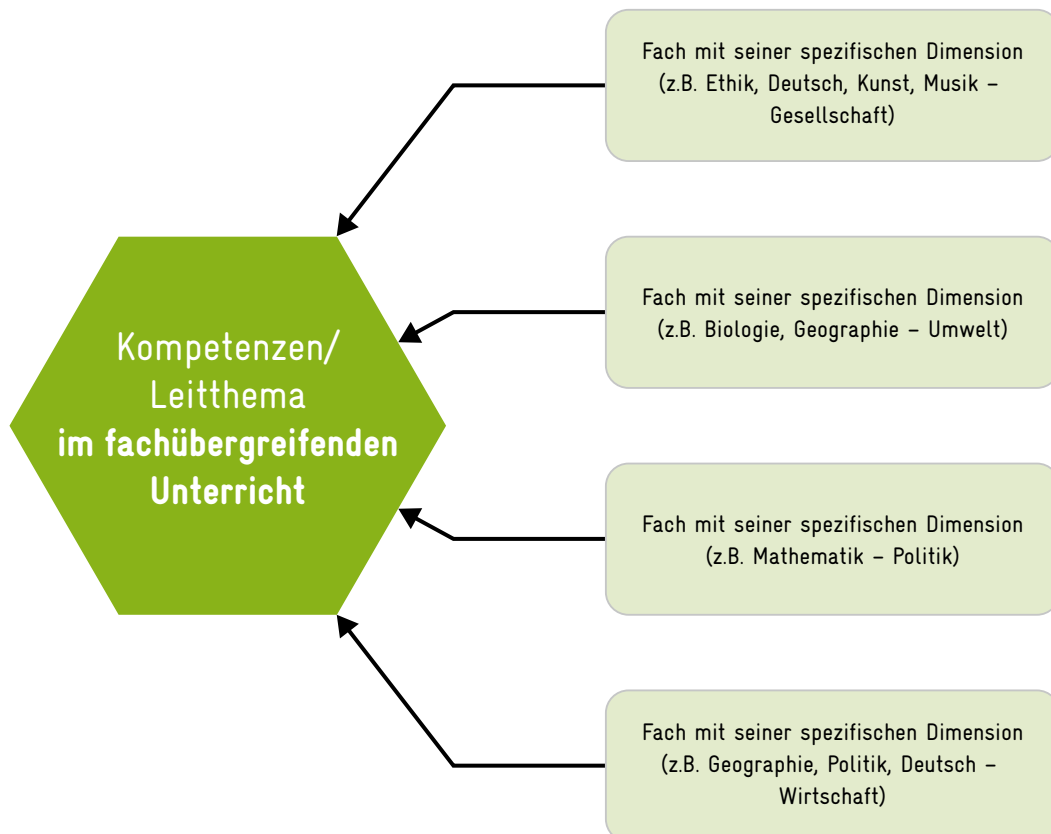 Fach mit seiner spezifischen Dimension
(z.B. Ethik, Deutsch, Kunst, Musik –
Gesellschaft)
Fach mit seiner spezifischen Dimension
(z.B. Biologie, Geographie – Umwelt)
Kompetenzen/
Leitthema
im fachübergreifenden
Unterricht
Fach mit seiner spezifischen Dimension
(z.B. Mathematik – Politik)
Fach mit seiner spezifischen Dimension
(z.B. Geographie, Politik, Deutsch –
Wirtschaft)